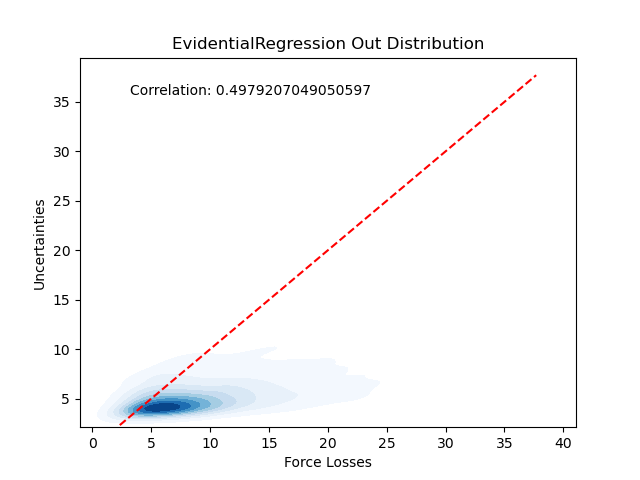 EvidentialRegression Out Distribution
Correlation: 0.4979207049050597
35
30
25
20
15
10
5
Uncertainties
0 5 10 15 20 25 30 35 40
Force Losses